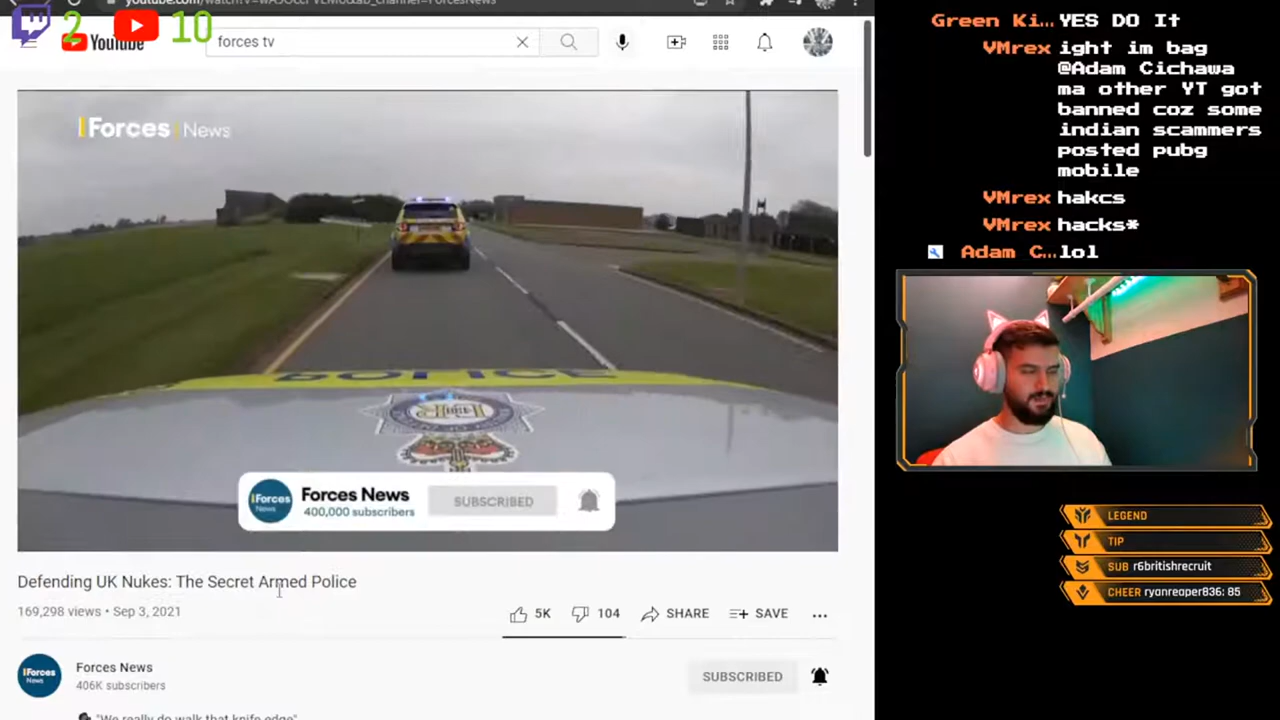 2
10
YouTube
forces tv
Forces News
POLICE
Forces News
Forces News
SUBSCRIBED
400,000 subscribers
Defending UK Nukes: The Secret Armed Police
169,298 views • Sep 3, 2021
5K
104
SHARE
SAVE
Forces News
Forces News
406K subscribers
SUBSCRIBED
"We really do walk that knife edge"
Green Ki... YES DO It
VMrex ight im bag
@Adam Cichawa
ma other YT got
banned coz some
indian scammers
posted pubg
mobile
VMrex hakcs
VMrex hacks*
Adam C... lol
LEGEND
TIP
SUB r6britishrecruit
CHEER ryanreaper836: 85